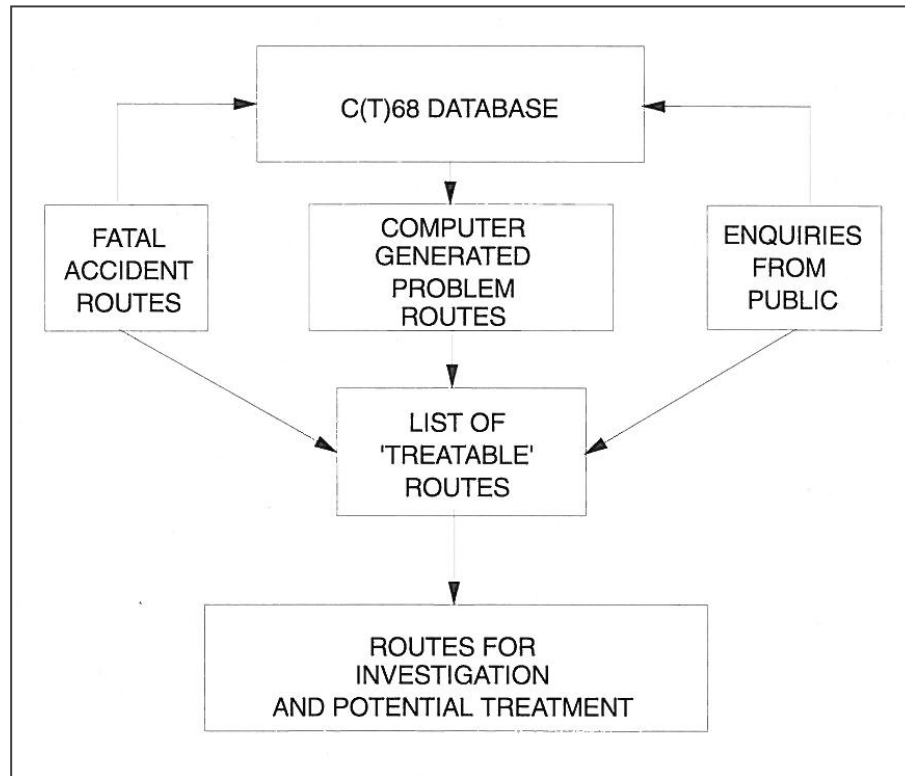 C(T)68 DATABASE
FATAL
ACCIDENT
ROUTES
COMPUTER
GENERATED
PROBLEM
ROUTES
ENQUIRIES
FROM
PUBLIC
LIST OF
'TREATABLE'
ROUTES
ROUTES FOR
INVESTIGATION
AND POTENTIAL TREATMENT